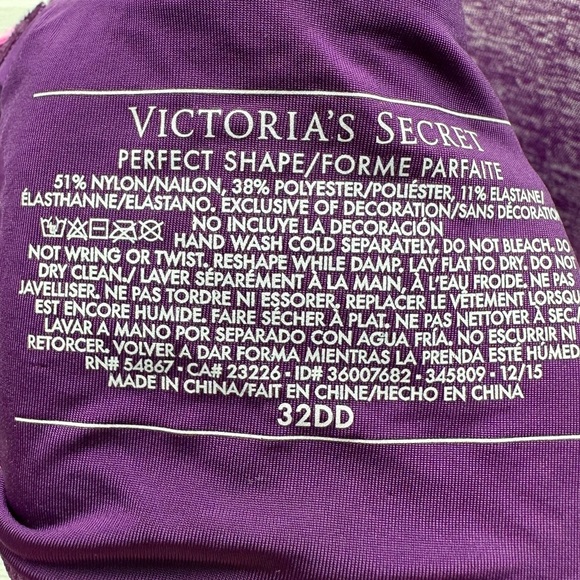 VICTORIA'S SECRET
PERFECT SHAPE/FORME PARFAITE
51% NYLON/NAILON, 38% POLYESTER/POLIÉSTER, 11% ELASTANE/
ÉLASTHANNE/ELASTANO, EXCLUSIVE OF DECORATION/SANS DÉCORATION
NO INCLUYE LA DECORACIÓN
HAND WASH COLD SEPARATELY. DO NOT BLEACH. DO
NOT WRING OR TWIST. RESHAPE WHILE DAMP. LAY FLAT TO DRY. DO NOT
DRY CLEAN./ LAVER SÉPARÉMENT À LA MAIN, À L'EAU FROIDE. NE PAS
JAVELLISER. NE PAS TORDRE NI ESSORER. REPLACER LE VÊTEMENT LORSQU
EST ENCORE HUMIDE. FAIRE SÉCHER À PLAT. NE PAS NETTOYER À SEC./
LAVAR A MANO POR SEPARADO CON AGUA FRÍA. NO ESCURRIR NI
RETORCER. VOLVER A DAR FORMA MIENTRAS LA PRENDA ESTÉ HÚMED
RN# 54867 - CA# 23226 - ID# 36007682 - 345809 - 12/15
MADE IN CHINA/FAIT EN CHINE/HECHO EN CHINA
32DD